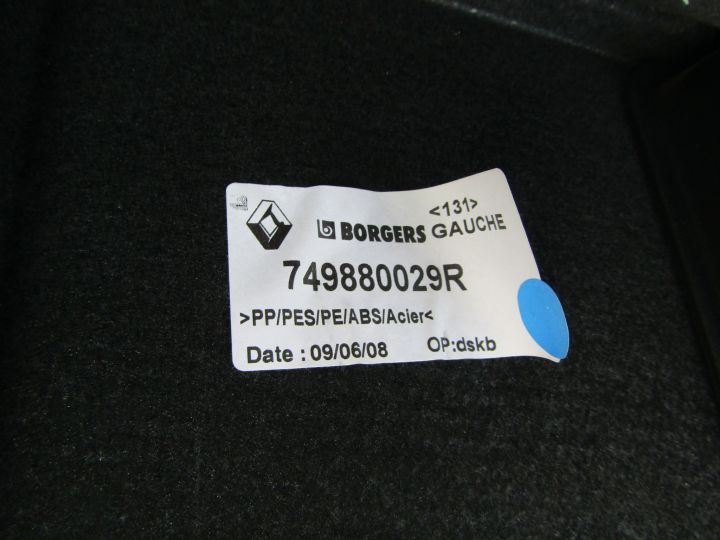 <131>
BORGERS GAUCHE
749880029R
>PP/PES/PE/ABS/Acier<
Date : 09/06/08 OP:dskb